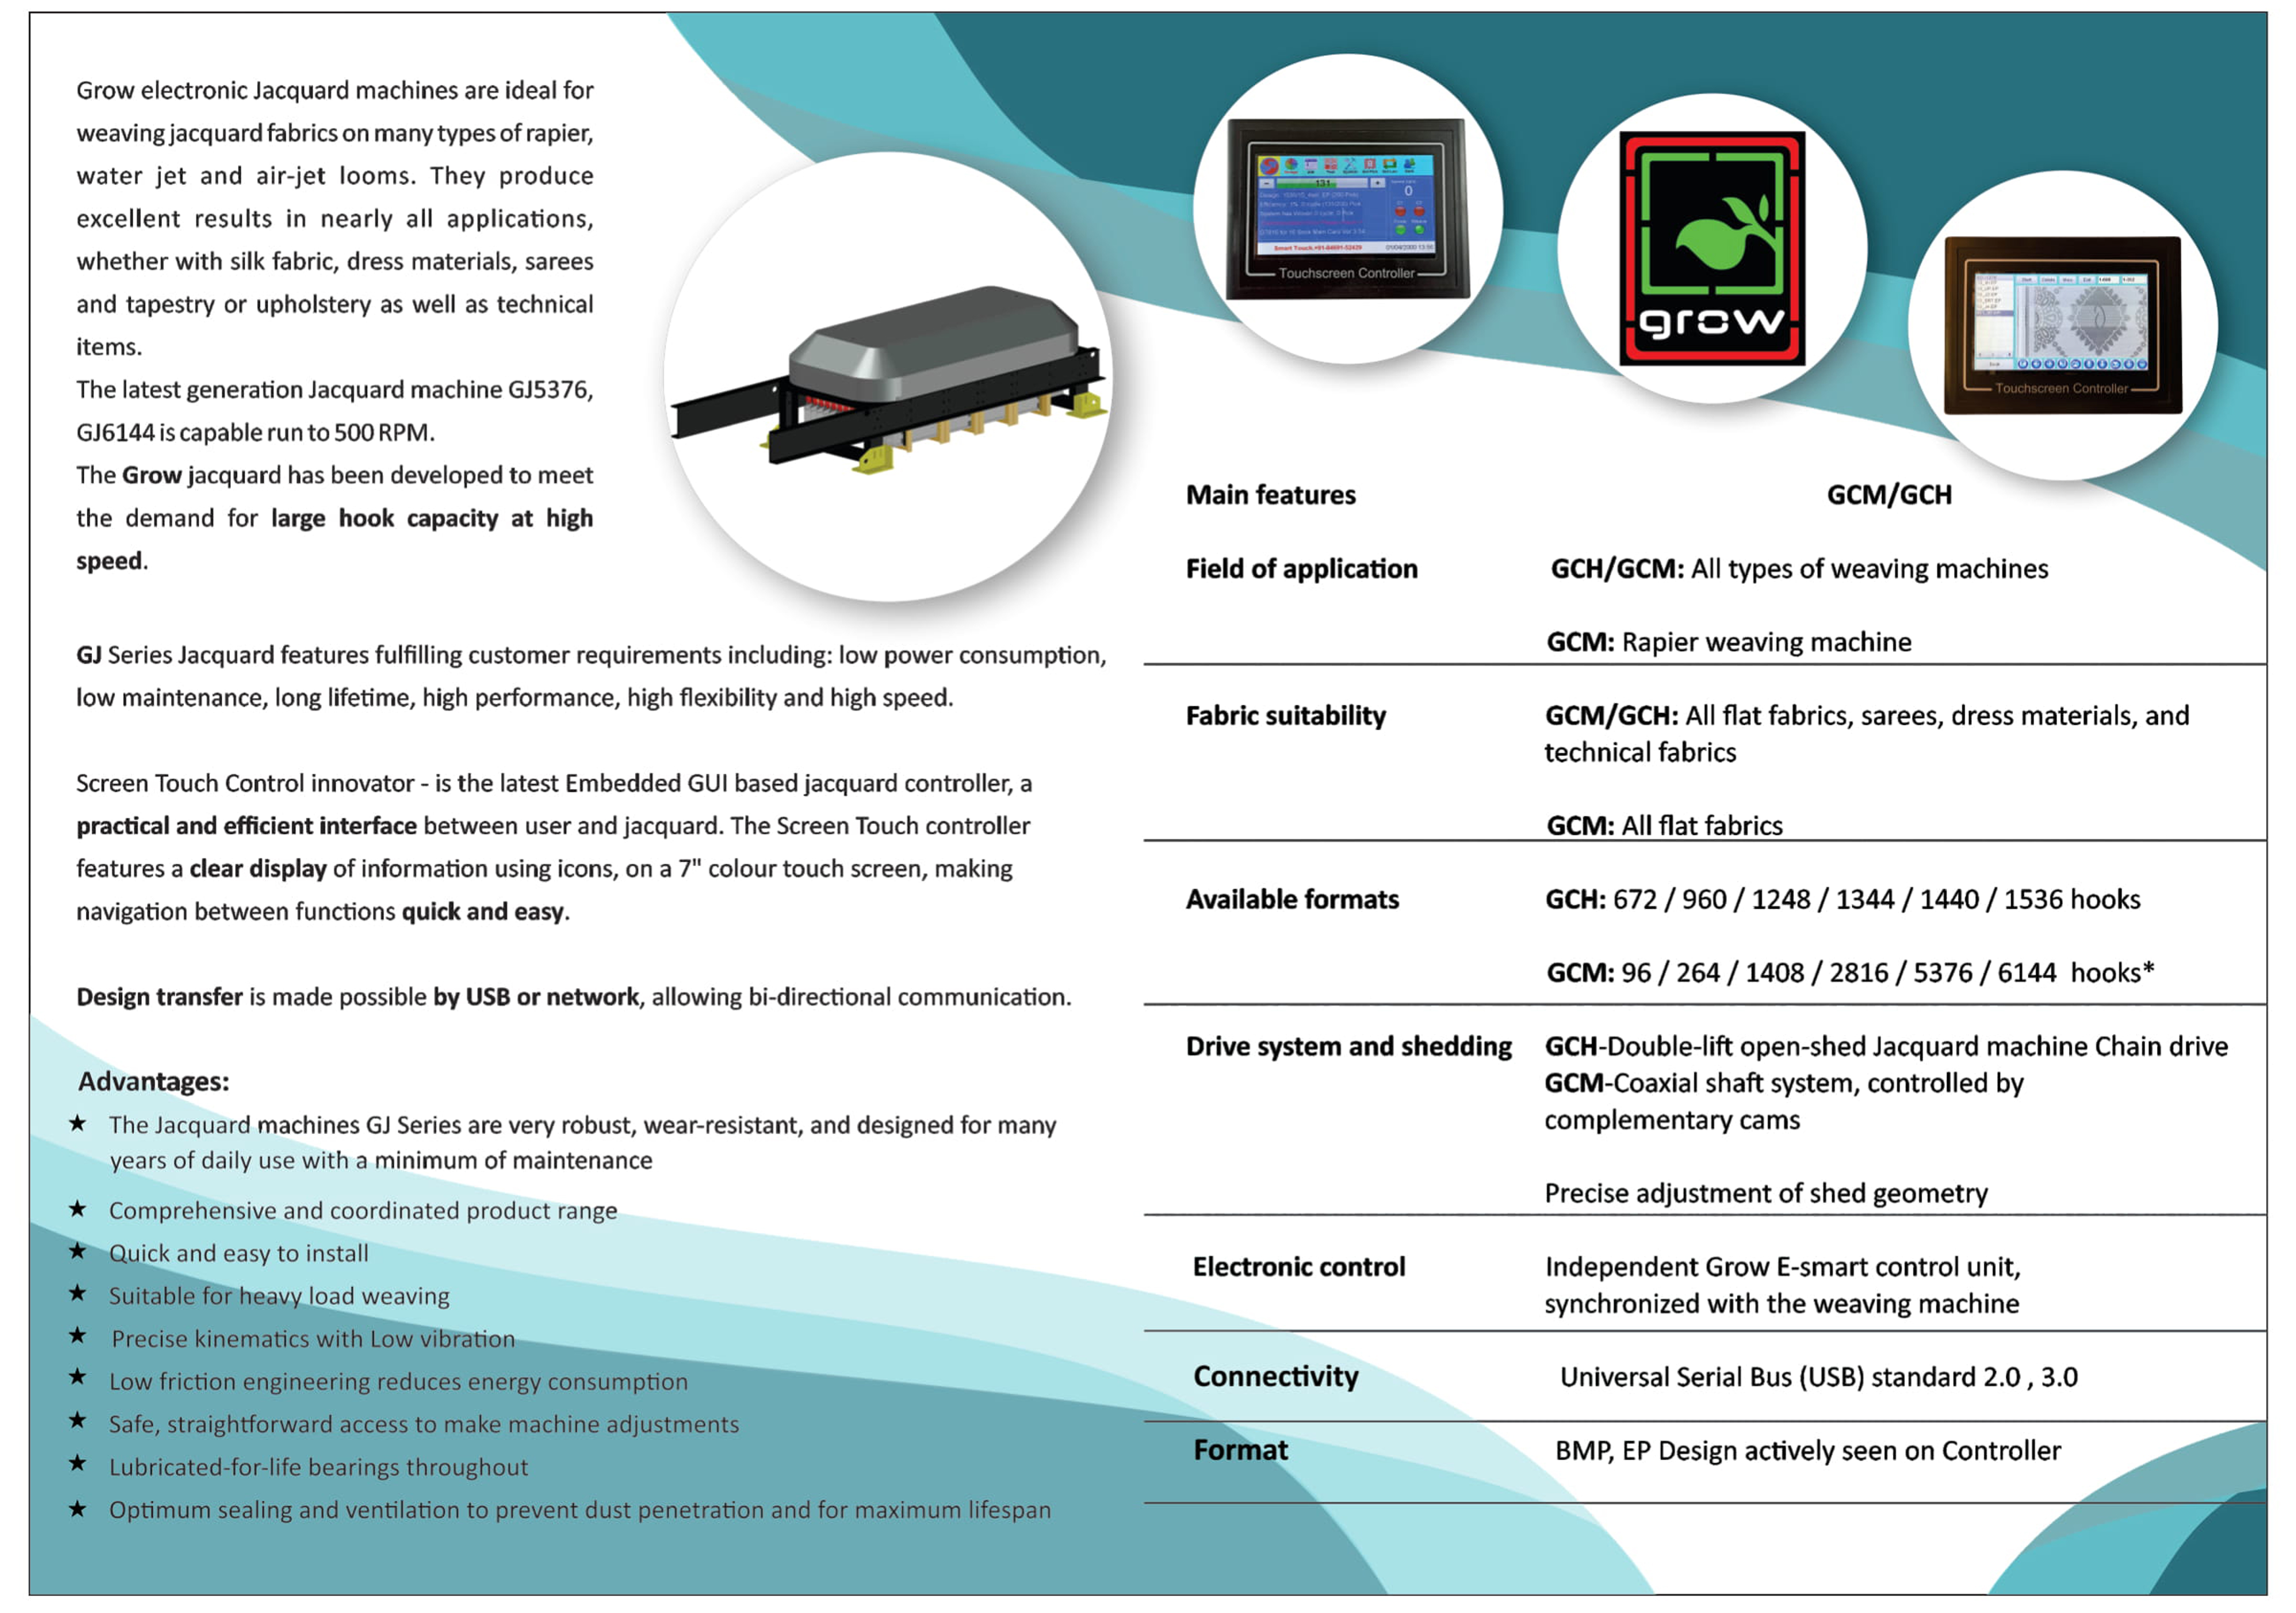 Grow electronic Jacquard machines are ideal for
weaving jacquard fabrics on many types of rapier,
water jet and air-jet looms. They produce
excellent results in nearly all applications,
whether with silk fabric, dress materials, sarees
and tapestry or upholstery as well as technical
items.
The latest generation Jacquard machine GJ5376,
GJ6144 is capable run to 500 RPM.
The Grow jacquard has been developed to meet
the demand for large hook capacity at high
speed.
GJ Series Jacquard features fulfilling customer requirements including: low power consumption,
low maintenance, long lifetime, high performance, high flexibility and high speed.
Screen Touch Control innovator - is the latest Embedded GUI based jacquard controller, a
practical and efficient interface between user and jacquard. The Screen Touch controller
features a clear display of information using icons, on a 7" colour touch screen, making
navigation between functions quick and easy.
Design transfer is made possible by USB or network, allowing bi-directional communication.
Advantages:
★ The Jacquard machines GJ Series are very robust, wear-resistant, and designed for many
years of daily use with a minimum of maintenance
★ Comprehensive and coordinated product range
★ Quick and easy to install
★ Suitable for heavy load weaving
★ Precise kinematics with Low vibration
★ Low friction engineering reduces energy consumption
★ Safe, straightforward access to make machine adjustments
★ Lubricated-for-life bearings throughout
★ Optimum sealing and ventilation to prevent dust penetration and for maximum lifespan
131
0
Smart Touch:+91-84691-52429 01/04/2000 13:56
Touchscreen Controller
grow
Touchscreen Controller
Main features GCM/GCH
Field of application GCH/GCM: All types of weaving machines
GCM: Rapier weaving machine
Fabric suitability GCM/GCH: All flat fabrics, sarees, dress materials, and
technical fabrics
GCM: All flat fabrics
Available formats GCH: 672 / 960 / 1248 / 1344 / 1440 / 1536 hooks
GCM: 96 / 264 / 1408 / 2816 / 5376 / 6144 hooks*
Drive system and shedding GCH-Double-lift open-shed Jacquard machine Chain drive
GCM-Coaxial shaft system, controlled by
complementary cams
Precise adjustment of shed geometry
Electronic control Independent Grow E-smart control unit,
synchronized with the weaving machine
Connectivity Universal Serial Bus (USB) standard 2.0 , 3.0
Format BMP, EP Design actively seen on Controller